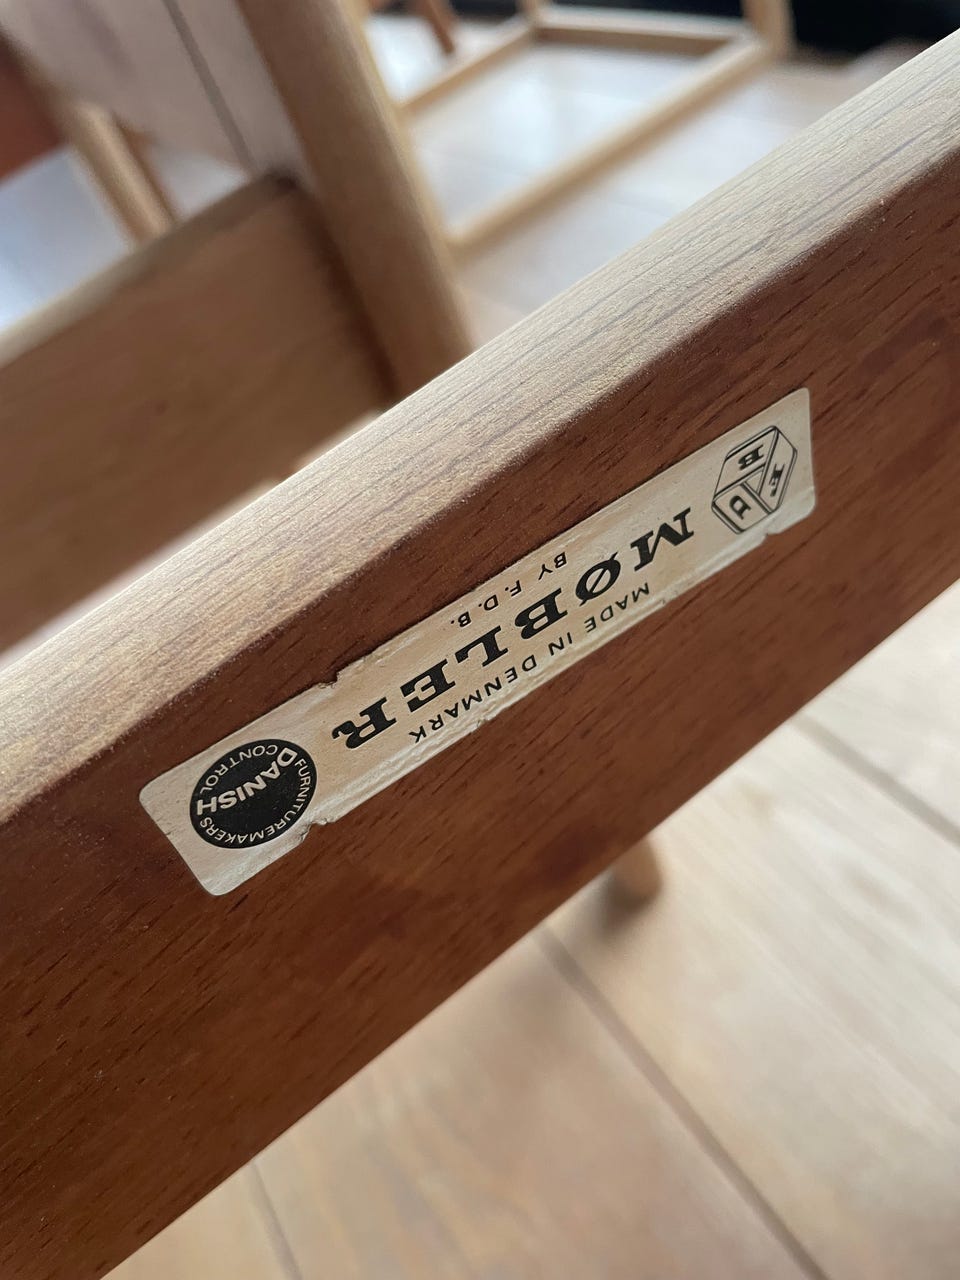 F D B
MADE IN DENMARK
MØBLER
BY F.D.B.
FURNITUREMAKERS
DANISH
CONTROL